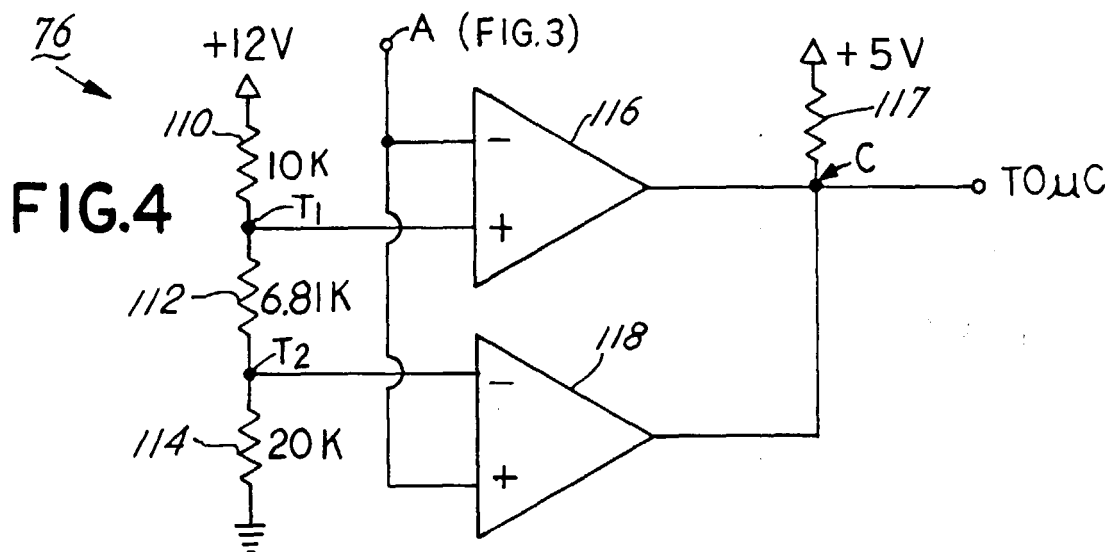 76
+12V
A (FIG.3)
+5V
110
10K
116
117
C
TO μC
FIG.4
T1
-
+
112
6.81K
T2
118
-
114
20K
+